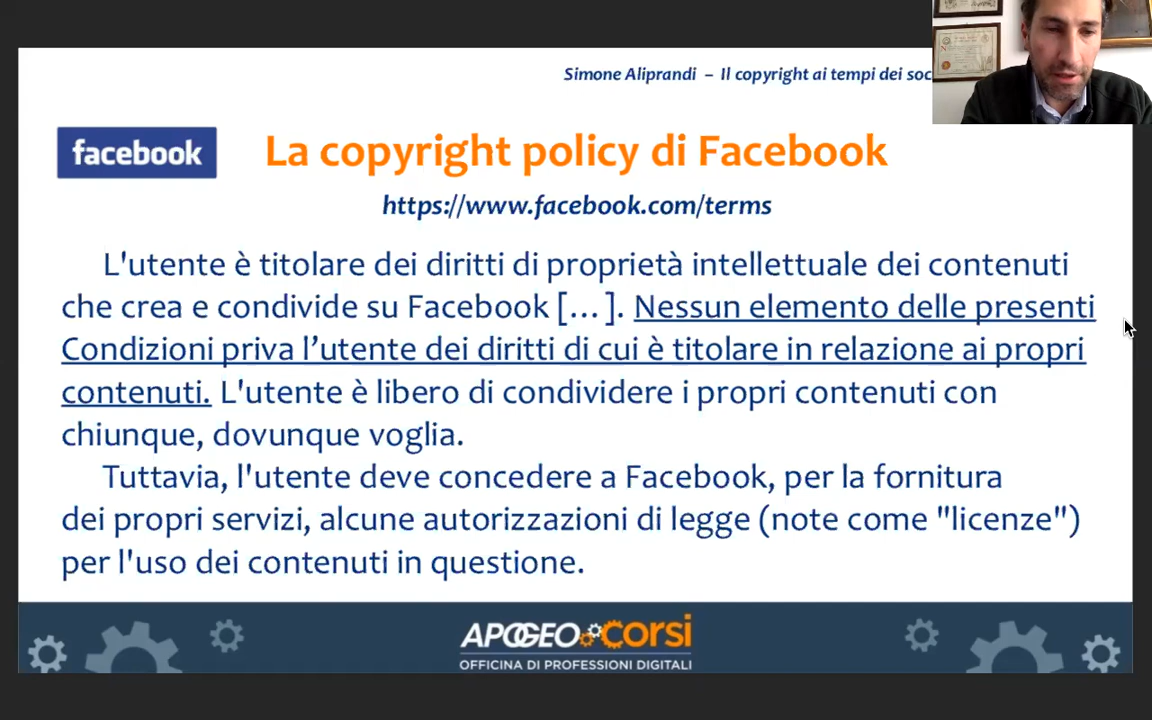 Simone Aliprandi – Il copyright ai tempi dei
facebook
La copyright policy di Facebook
https://www.facebook.com/terms
L'utente è titolare dei diritti di proprietà intellettuale dei contenuti
che crea e condivide su Facebook […]. Nessun elemento delle presenti
Condizioni priva l’utente dei diritti di cui è titolare in relazione ai propri
contenuti. L'utente è libero di condividere i propri contenuti con
chiunque, dovunque voglia.
Tuttavia, l'utente deve concedere a Facebook, per la fornitura
dei propri servizi, alcune autorizzazioni di legge (note come "licenze")
per l'uso dei contenuti in questione.
APOGEO corsi
OFFICINA DI PROFESSIONI DIGITALI